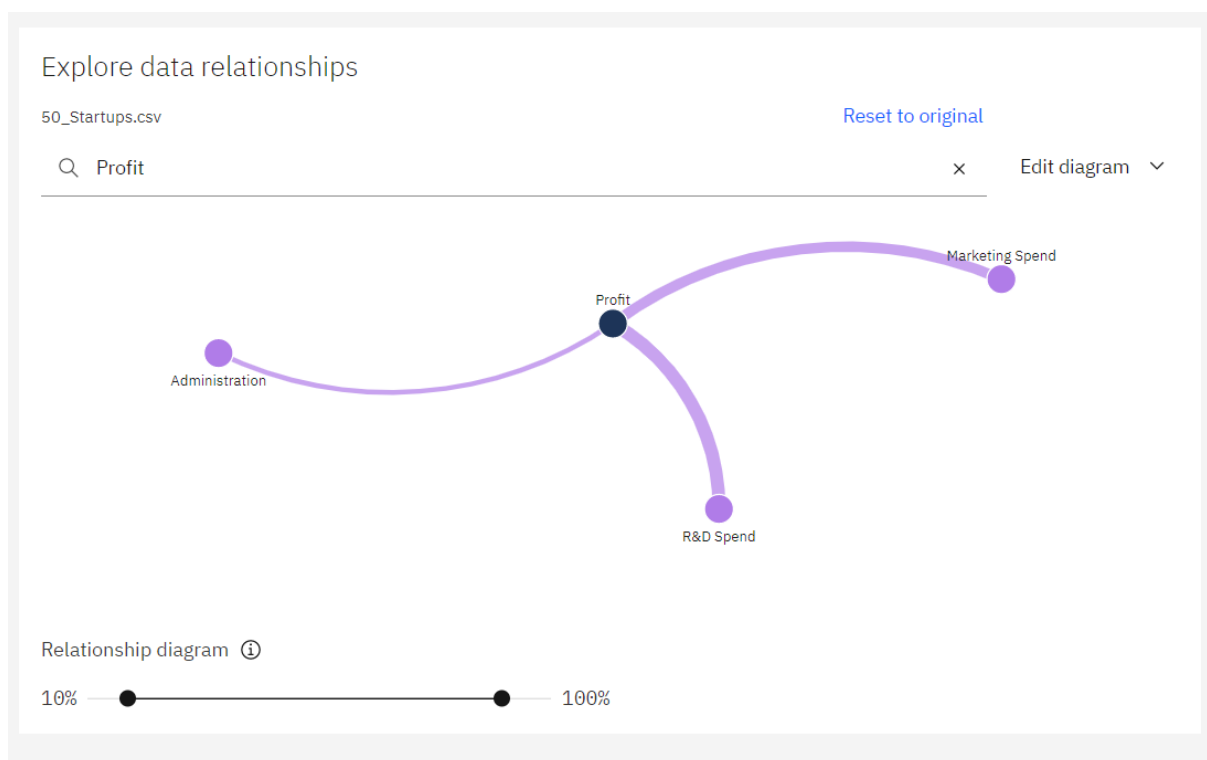 Explore data relationships
50_Startups.csv
Reset to original
Profit
Edit diagram
Marketing Spend
Profit
Administration
R&D Spend
Relationship diagram
10%
100%